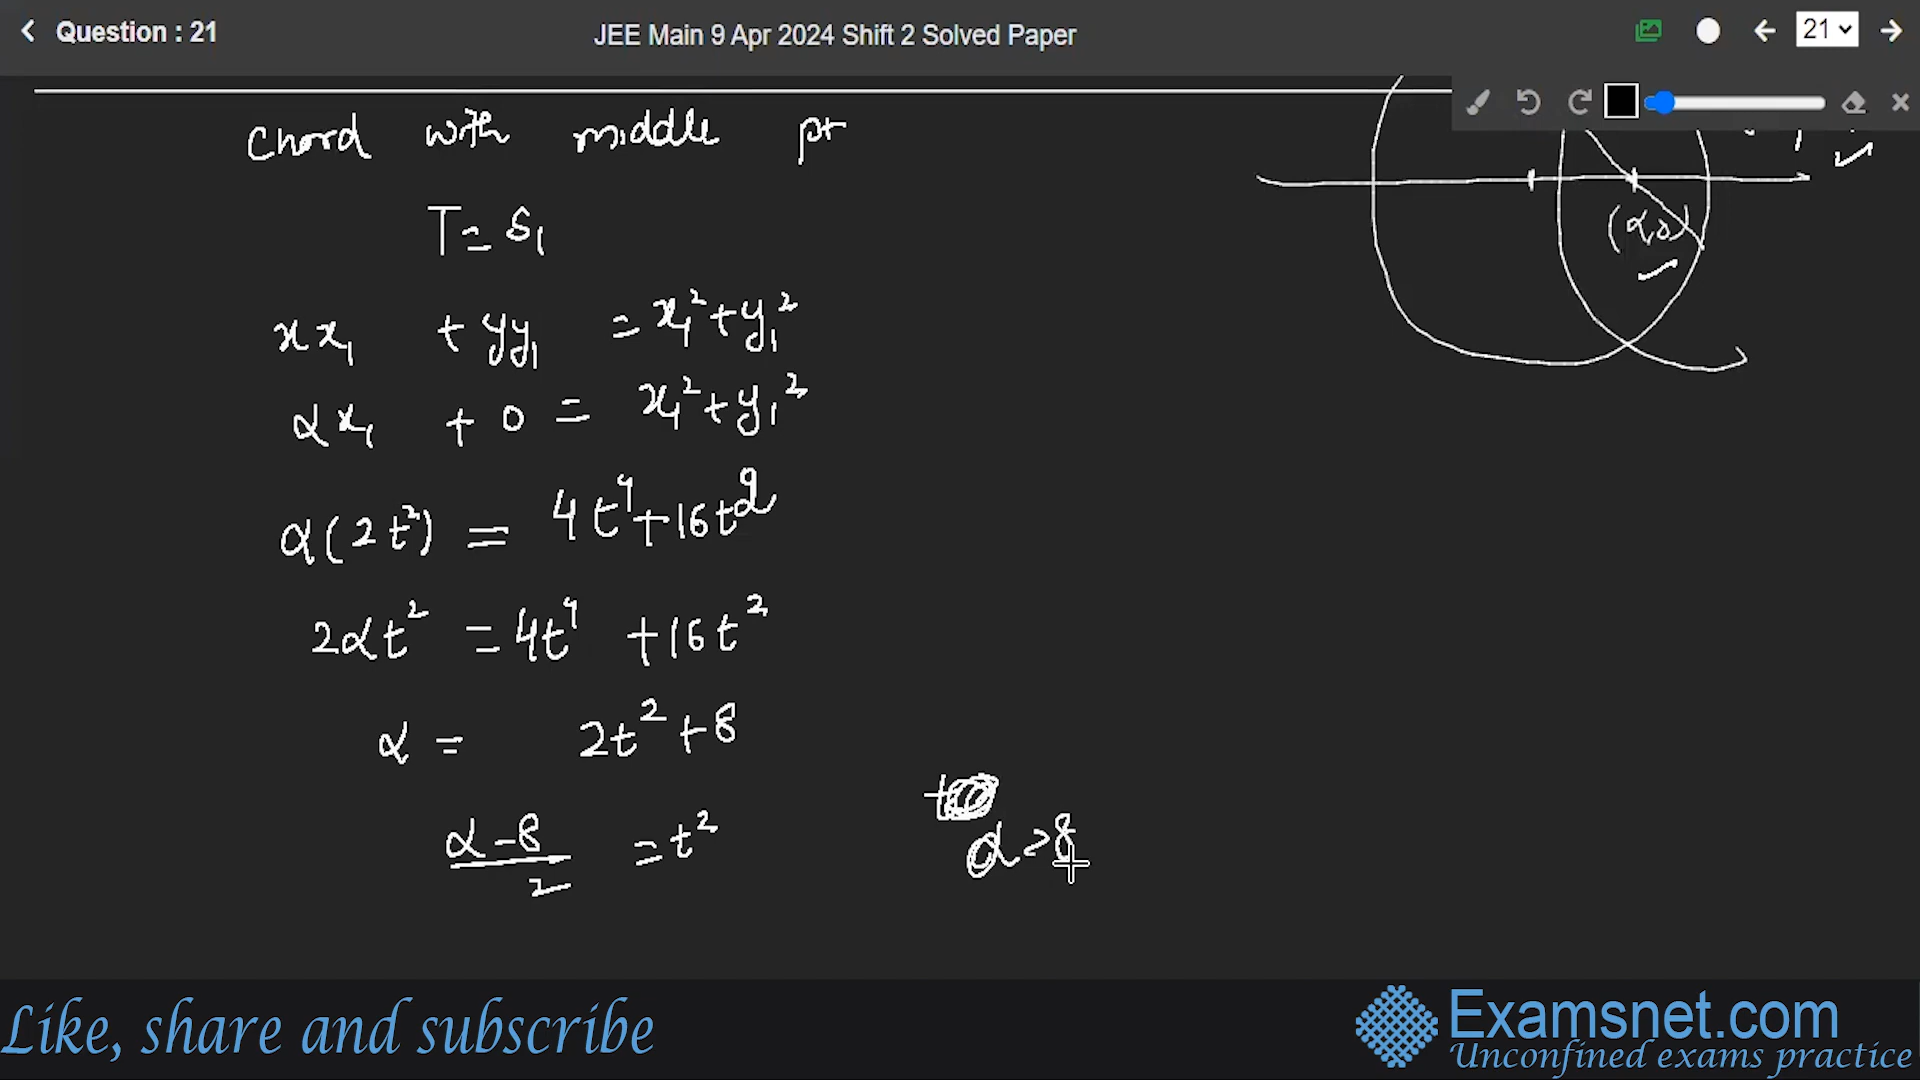 Question : 21
JEE Main 9 Apr 2024 Shift 2 Solved Paper
21
Chord with middle pt
T = S₁
xx₁ + yy₁ = x₁² + y₁²
αx₁ + 0 = x₁² + y₁²
(α,0)
α(2t²) = 4t⁴ + 16t²
2αt² = 4t⁴ + 16t²
α = 2t² + 8
α - 8 / 2 = t²
α > 8
Like, share and subscribe
Examsnet.com
Unconfined exams practice